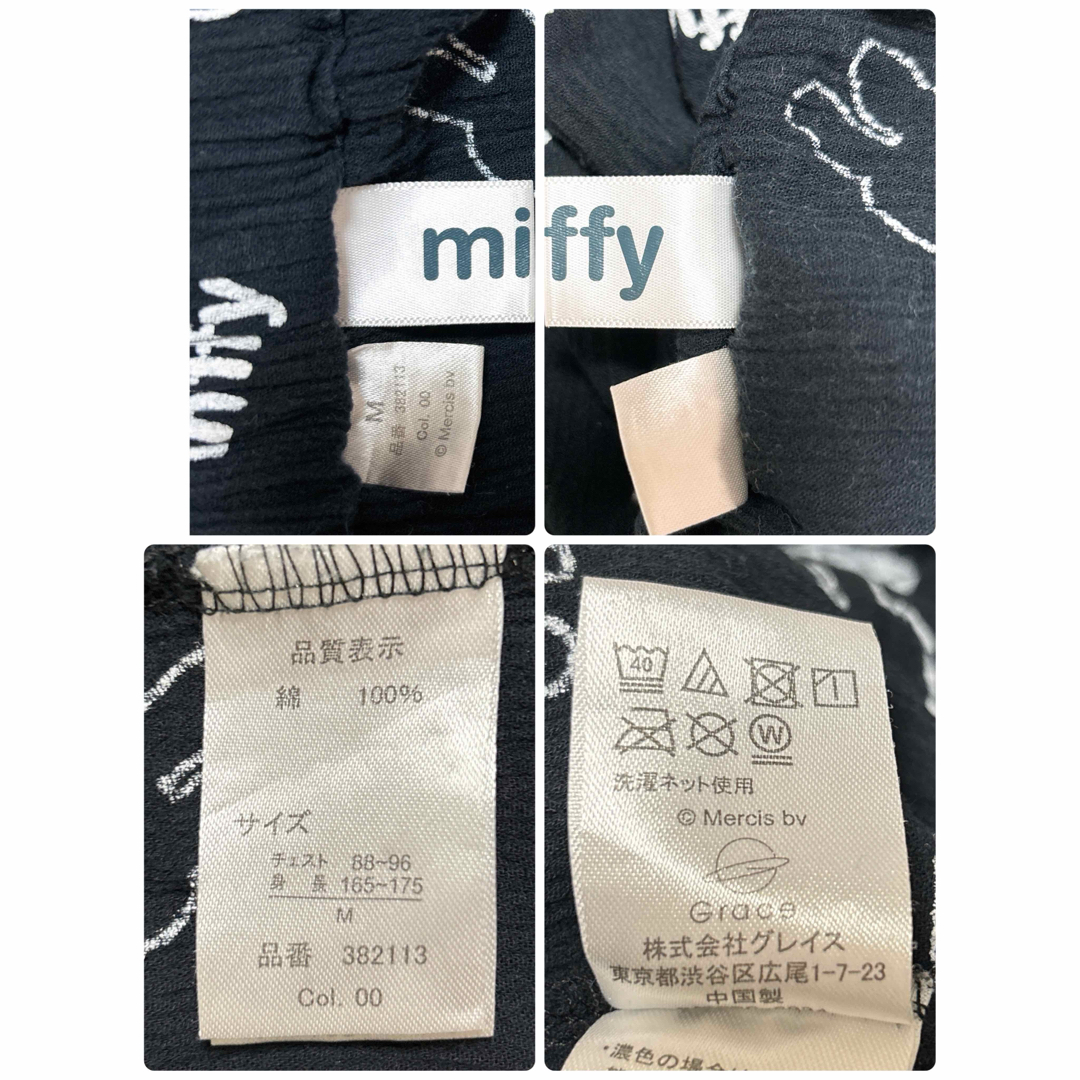 miffy
miffy
M
品番 382113
Col. 00
© Mercis bv
品質表示
綿 100%
サイズ
チェスト 88~96
身長 165~175
M
品番 382113
Col. 00
40
W
洗濯ネット使用
© Mercis bv
Grace
株式会社グレイス
東京都渋谷区広尾1-7-23
中国製
・濃色の場合は